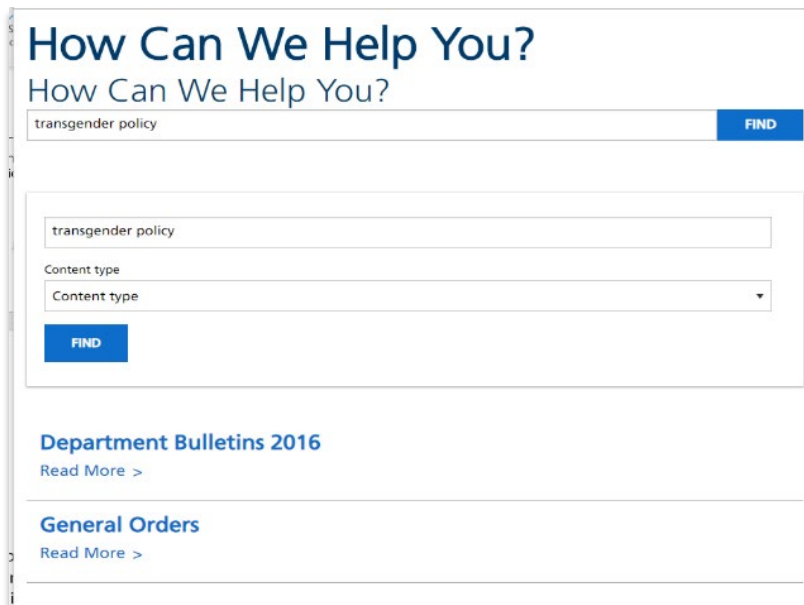 How Can We Help You?
How Can We Help You?
transgender policy
FIND
transgender policy
Content type
Content type
FIND
Department Bulletins 2016
Read More >
General Orders
Read More >